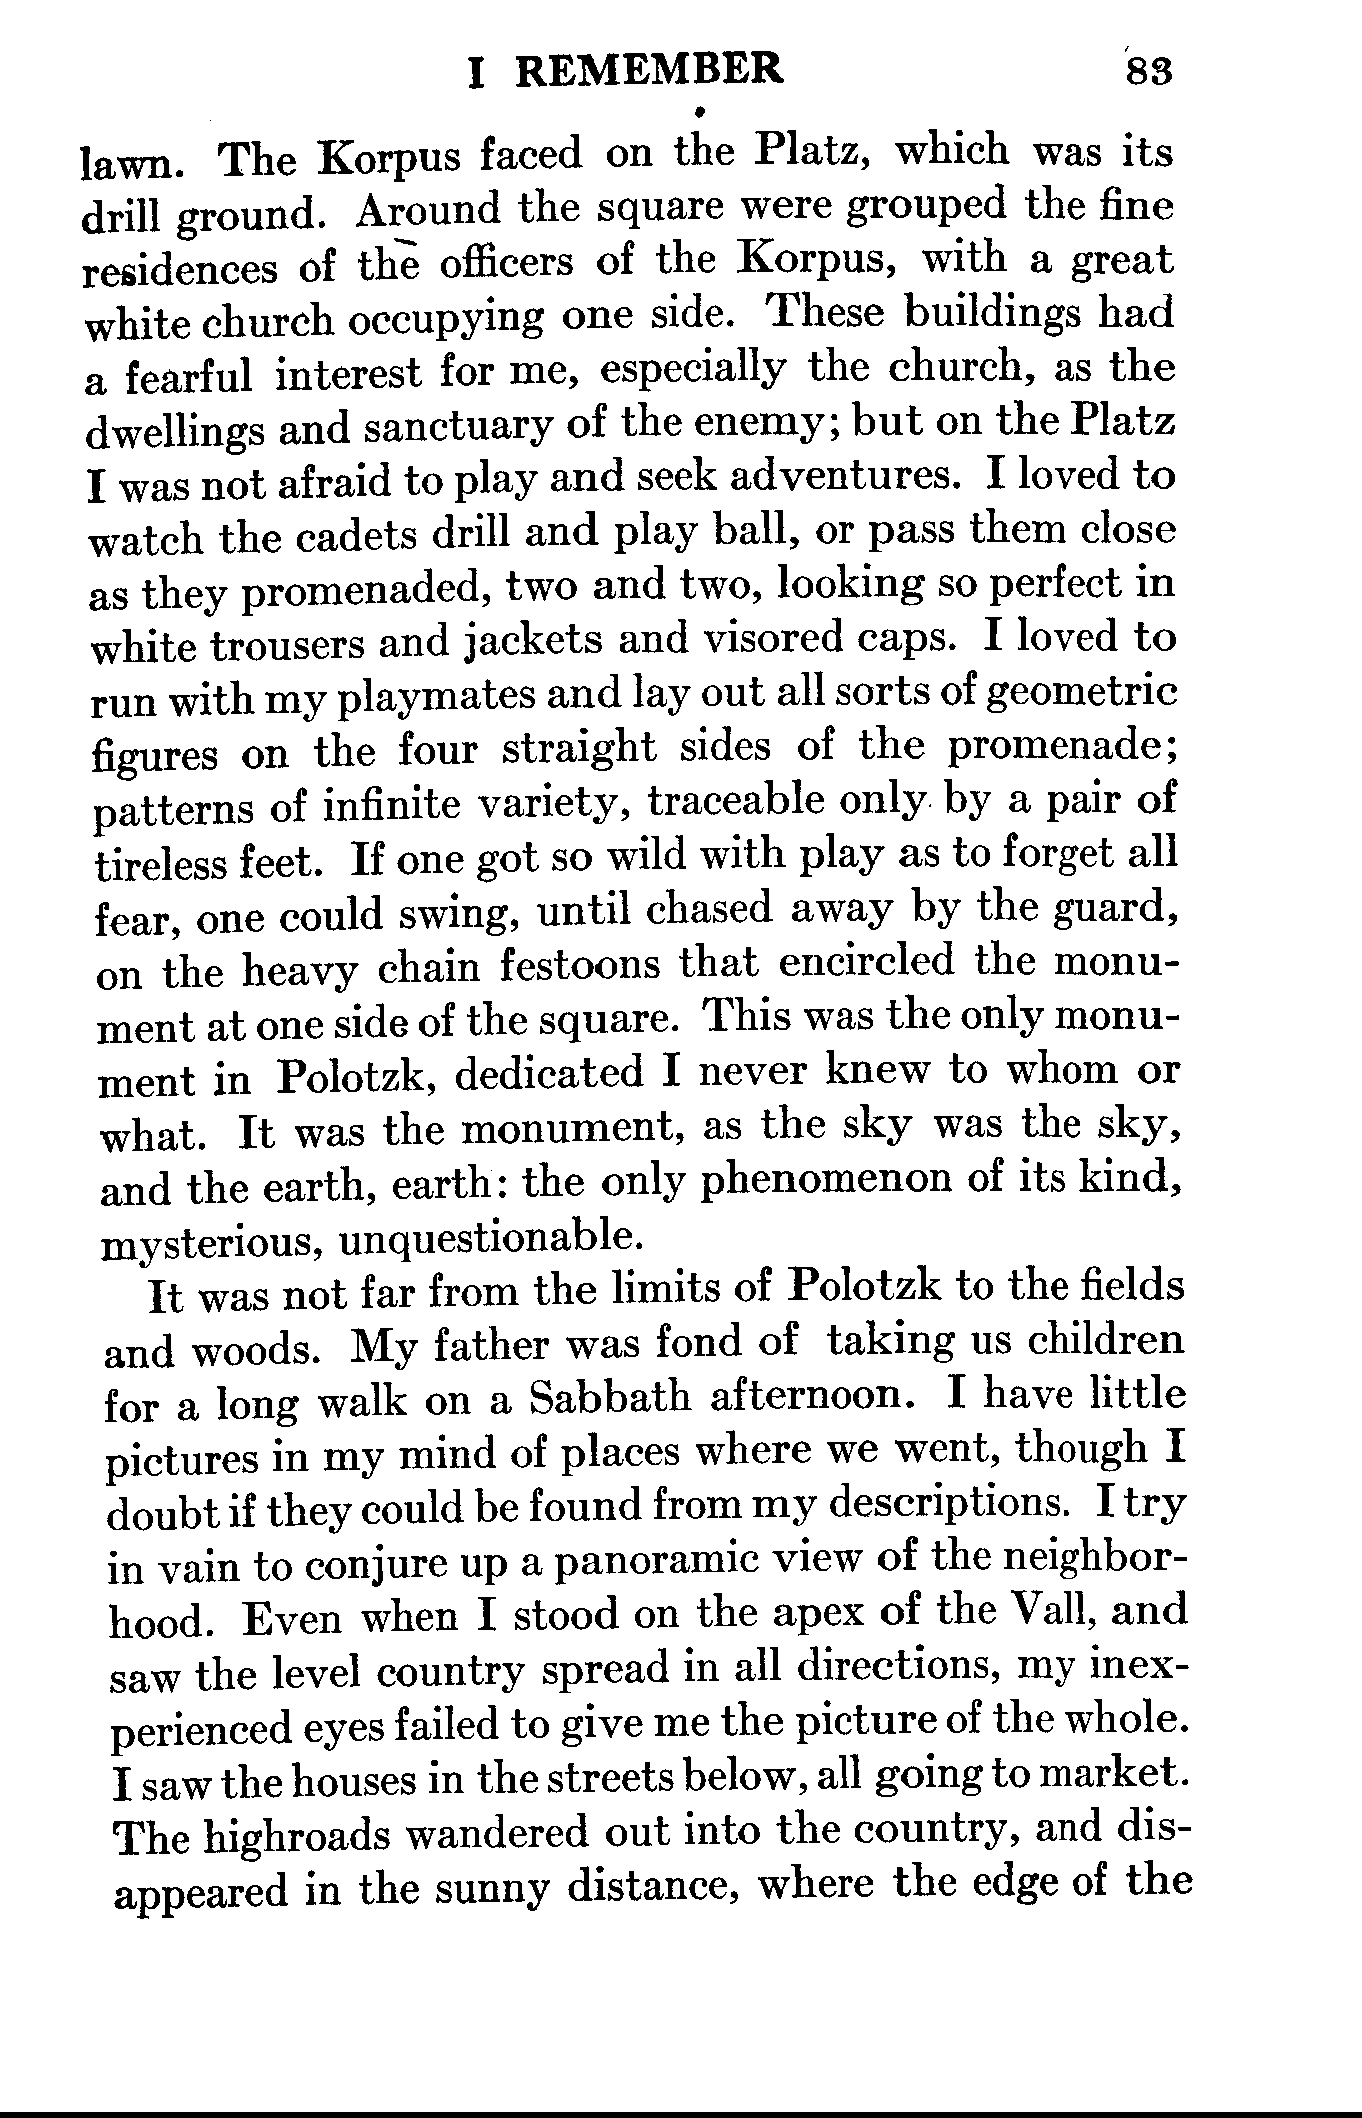 I REMEMBER 83
lawn. The Korpus faced on the Platz, which was its
drill ground. Around the square were grouped the fine
residences of the officers of the Korpus, with a great
white church occupying one side. These buildings had
a fearful interest for me, especially the church, as the
dwellings and sanctuary of the enemy; but on the Platz
I was not afraid to play and seek adventures. I loved to
watch the cadets drill and play ball, or pass them close
as they promenaded, two and two, looking so perfect in
white trousers and jackets and visored caps. I loved to
run with my playmates and lay out all sorts of geometric
figures on the four straight sides of the promenade;
patterns of infinite variety, traceable only by a pair of
tireless feet. If one got so wild with play as to forget all
fear, one could swing, until chased away by the guard,
on the heavy chain festoons that encircled the monu-
ment at one side of the square. This was the only monu-
ment in Polotzk, dedicated I never knew to whom or
what. It was the monument, as the sky was the sky,
and the earth, earth: the only phenomenon of its kind,
mysterious, unquestionable.
It was not far from the limits of Polotzk to the fields
and woods. My father was fond of taking us children
for a long walk on a Sabbath afternoon. I have little
pictures in my mind of places where we went, though I
doubt if they could be found from my descriptions. I try
in vain to conjure up a panoramic view of the neighbor-
hood. Even when I stood on the apex of the Vall, and
saw the level country spread in all directions, my inex-
perienced eyes failed to give me the picture of the whole.
I saw the houses in the streets below, all going to market.
The highroads wandered out into the country, and dis-
appeared in the sunny distance, where the edge of the